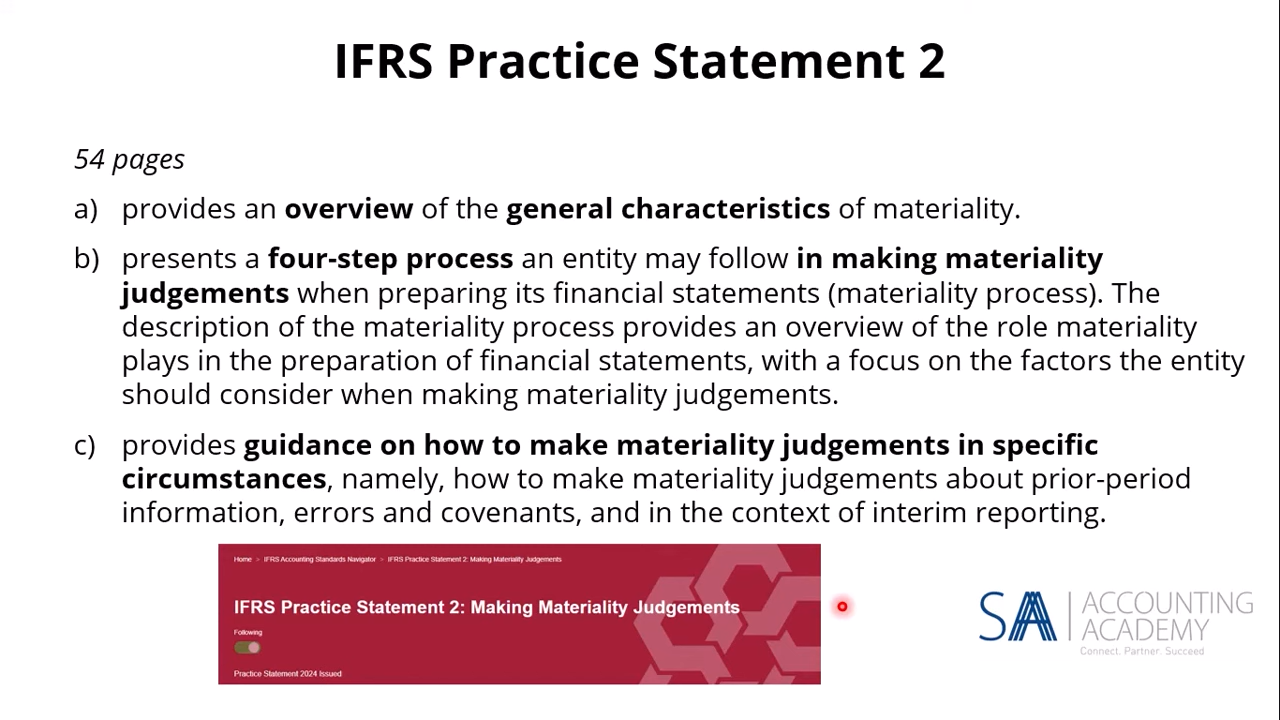 IFRS Practice Statement 2
54 pages
a) provides an overview of the general characteristics of materiality.
b) presents a four-step process an entity may follow in making materiality
judgements when preparing its financial statements (materiality process). The
description of the materiality process provides an overview of the role materiality
plays in the preparation of financial statements, with a focus on the factors the entity
should consider when making materiality judgements.
c) provides guidance on how to make materiality judgements in specific
circumstances, namely, how to make materiality judgements about prior-period
information, errors and covenants, and in the context of interim reporting.
Home > IFRS Accounting Standards Navigator > IFRS Practice Statement 2: Making Materiality Judgements
IFRS Practice Statement 2: Making Materiality Judgements
Following
Practice Statement 2024 Issued
SA ACCOUNTING
ACADEMY
Connect. Partner. Succeed